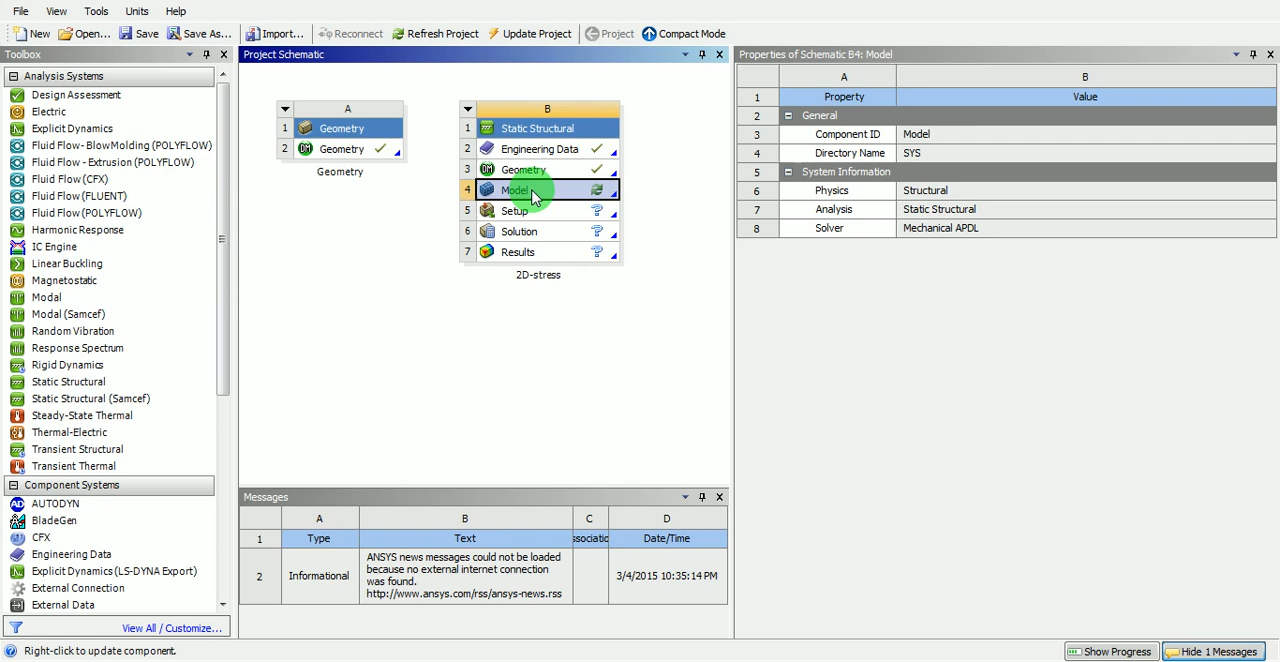 File View Tools Units Help
New Open... Save Save As... Import... Reconnect Refresh Project Update Project Project Compact Mode
Toolbox
Analysis Systems
Design Assessment
Electric
Explicit Dynamics
Fluid Flow - BlowMolding (POLYFLOW)
Fluid Flow - Extrusion (POLYFLOW)
Fluid Flow (CFX)
Fluid Flow (FLUENT)
Fluid Flow (POLYFLOW)
Harmonic Response
IC Engine
Linear Buckling
Magnetostatic
Modal
Modal (Samcef)
Random Vibration
Response Spectrum
Rigid Dynamics
Static Structural
Static Structural (Samcef)
Steady-State Thermal
Thermal-Electric
Transient Structural
Transient Thermal
Component Systems
AUTODYN
BladeGen
CFX
Engineering Data
Explicit Dynamics (LS-DYNA Export)
External Connection
External Data
View All / Customize...
Project Schematic
A
1 Geometry
2 DM Geometry
Geometry
B
1 Static Structural
2 Engineering Data
3 DM Geometry
4 Model
5 Setup
6 Solution
7 Results
2D-stress
Messages
A B C D
1 Type Text ssociatio Date/Time
2 Informational ANSYS news messages could not be loaded
because no external internet connection
was found.
http://www.ansys.com/rss/ansys-news.rss
3/4/2015 10:35:14 PM
Properties of Schematic B4: Model
A B
1 Property Value
2 General
3 Component ID Model
4 Directory Name SYS
5 System Information
6 Physics Structural
7 Analysis Static Structural
8 Solver Mechanical APDL
Right-click to update component.
Show Progress Hide 1 Messages